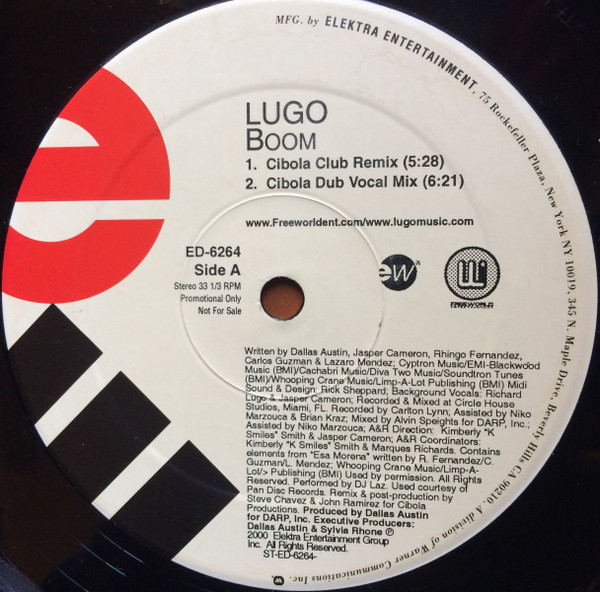 MFG. by ELEKTRA ENTERTAINMENT, 75 Rockefeller Plaza, New York NY 10019, 345 N. Maple Drive, Beverly Hills CA 90210. A division of Warner Communications Inc.
LUGO
BOOM
1. Cibola Club Remix (5:28)
2. Cibola Dub Vocal Mix (6:21)
www.Freeworldent.com/www.lugomusic.com
ED-6264
Side A
Stereo 33 1/3 RPM
Promotional Only
Not For Sale
ew
FREEWORLD
Written by Dallas Austin, Jasper Cameron, Rhingo Fernandez,
Carlos Guzman & Lazaro Mendez; Cyptron Music/EMI-Blackwood
Music (BMI)/Cachabri Music/Diva Two Music/Soundtron Tunes
(BMI)/Whooping Crane Music/Limp-A-Lot Publishing (BMI) Midi
Sound & Design: Rick Sheppard; Background Vocals: Richard
Lugo & Jasper Cameron; Recorded & Mixed at Circle House
Studios, Miami, FL. Recorded by Carlton Lynn; Assisted by Niko
Marzouca & Brian Kraz; Mixed by Alvin Speights for DARP, Inc.;
Assisted by Niko Marzouca; A&R Direction: Kimberly "K
Smiles" Smith & Jasper Cameron; A&R Coordinators:
Kimberly "K Smiles" Smith & Marques Richards. Contains
elements from "Esa Morena" written by R. Fernandez/C.
Guzman/L. Mendez; Whooping Crane Music/Limp-A-
Lot/> Publishing (BMI) Used by permission. All Rights
Reserved. Performed by DJ Laz. Used courtesy of
Pan Disc Records. Remix & post-production by
Steve Chavez & John Ramirez for Cibola
Productions. Produced by Dallas Austin
for DARP, Inc. Executive Producers:
Dallas Austin & Sylvia Rhone ℗
2000 Elektra Entertainment Group
Inc. All Rights Reserved.
ST-ED-6264-